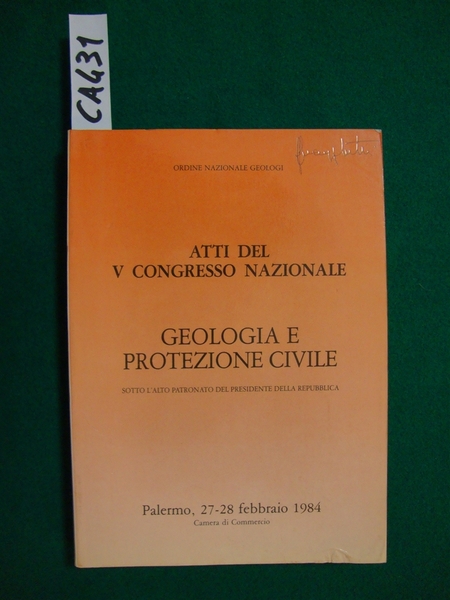 CA431
ORDINE NAZIONALE GEOLOGI
ATTI DEL
V CONGRESSO NAZIONALE
GEOLOGIA E
PROTEZIONE CIVILE
SOTTO L'ALTO PATRONATO DEL PRESIDENTE DELLA REPUBBLICA
Palermo, 27-28 febbraio 1984
Camera di Commercio